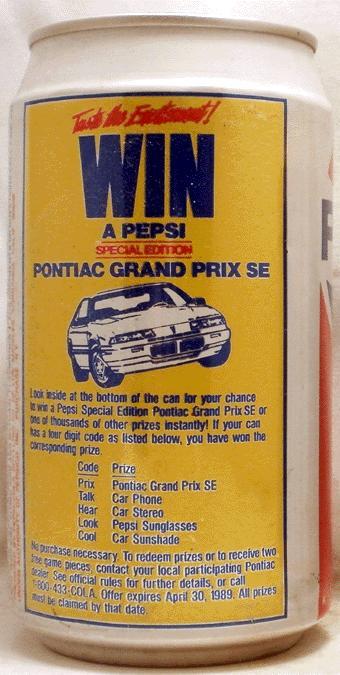 Taste the Excitement!
WIN
A PEPSI
SPECIAL EDITION
PONTIAC GRAND PRIX SE
Look inside at the bottom of the can for your chance
to win a Pepsi Special Edition Pontiac Grand Prix SE or
one of thousands of other prizes instantly! If your can
has a four digit code as listed below, you have won the
corresponding prize.
Code Prize
Prix Pontiac Grand Prix SE
Talk Car Phone
Hear Car Stereo
Look Pepsi Sunglasses
Cool Car Sunshade
No purchase necessary. To redeem prizes or to receive two
free game pieces, contact your local participating Pontiac
dealer. See official rules for further details, or call
1-800-433-COLA. Offer expires April 30, 1989. All prizes
must be claimed by that date.